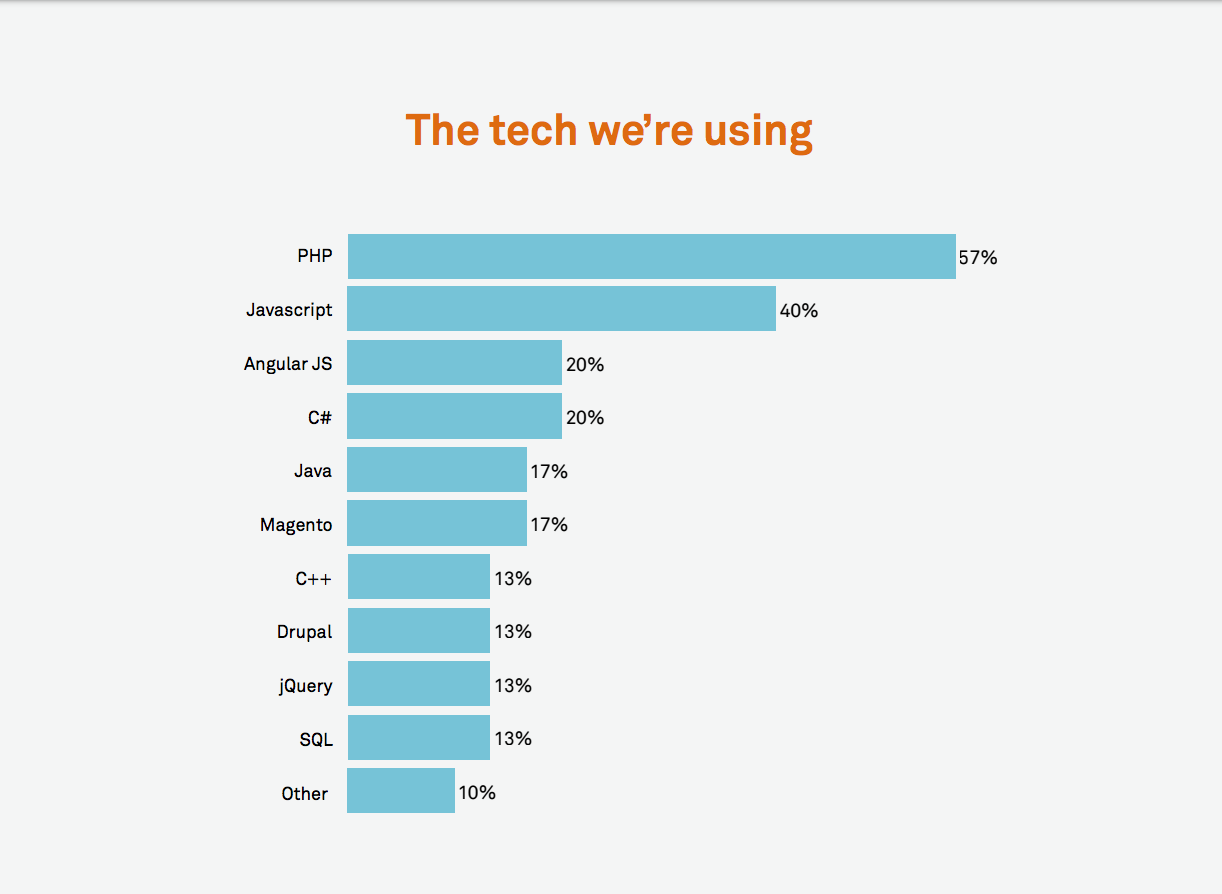 The tech we’re using
PHP 57%
Javascript 40%
Angular JS 20%
C# 20%
Java 17%
Magento 17%
C++ 13%
Drupal 13%
jQuery 13%
SQL 13%
Other 10%